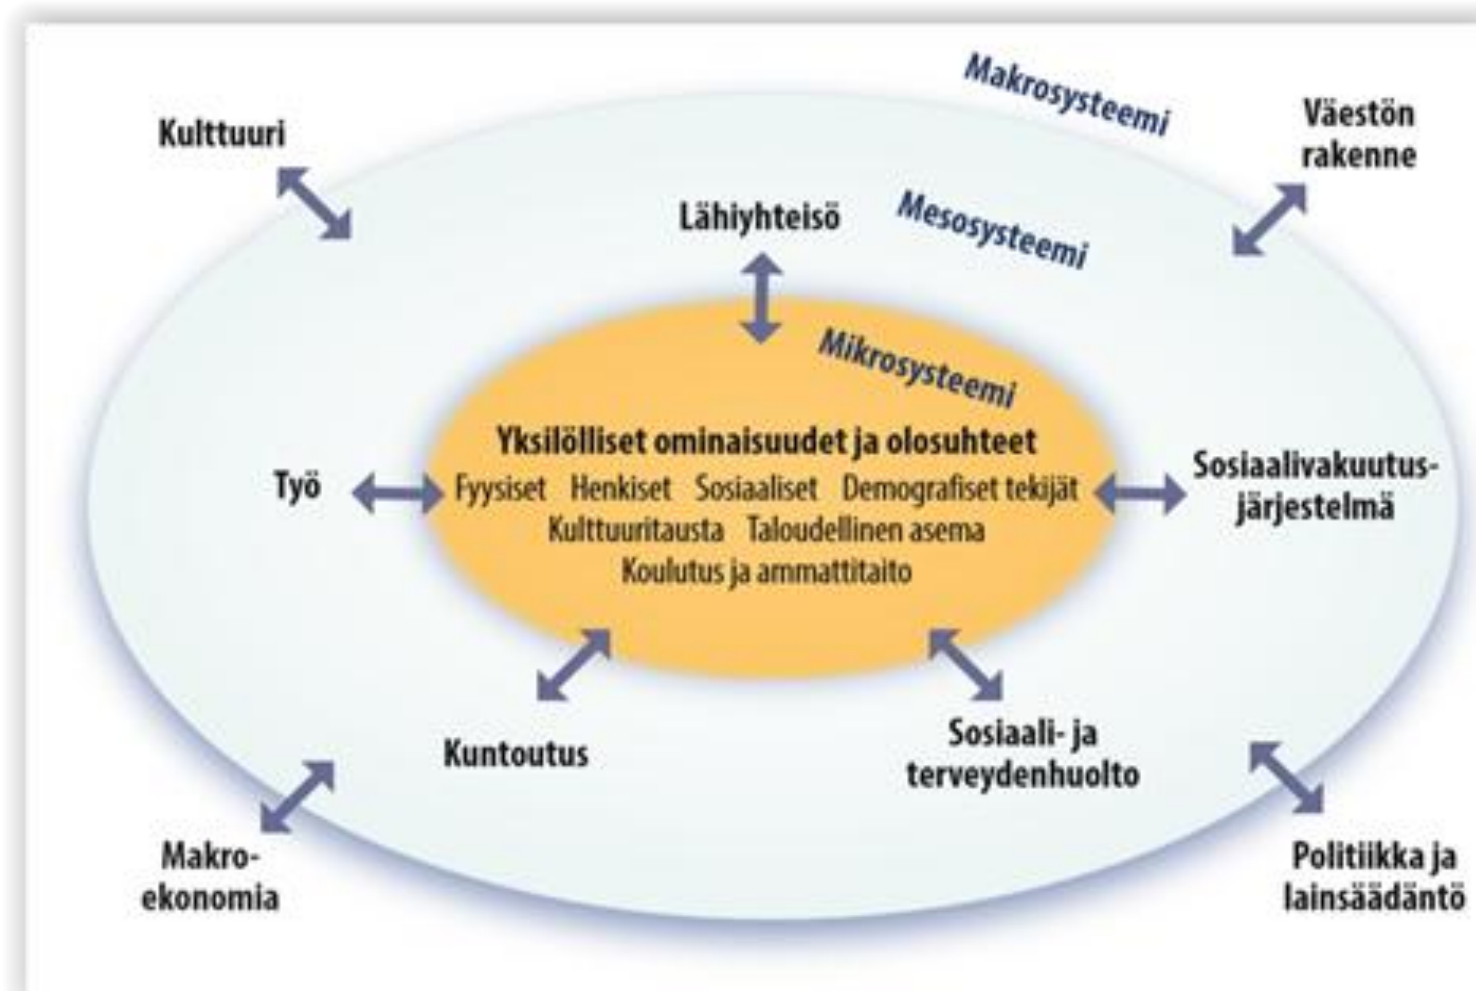 Makrosysteemi
Kulttuuri
Väestön
rakenne
Mesosysteemi
Lähiyhteisö
Mikrosysteemi
Yksilölliset ominaisuudet ja olosuhteet
Fyysiset Henkiset Sosiaaliset Demografiset tekijät
Kulttuuritausta Taloudellinen asema
Koulutus ja ammattitaito
Työ
Sosiaalivakuutus-
järjestelmä
Kuntoutus
Sosiaali- ja
terveydenhuolto
Makro-
ekonomia
Politiikka ja
lainsäädäntö